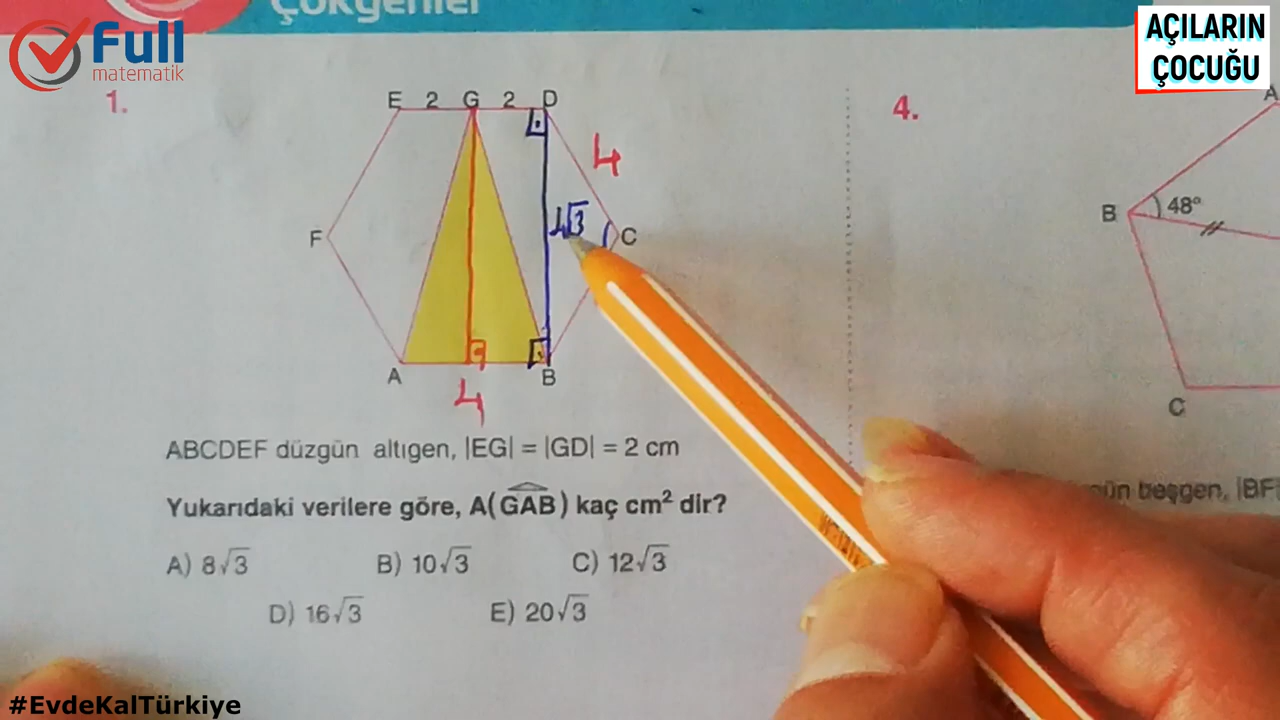 Çokgenler
Full
matematik
AÇILARIN
ÇOCUĞU
1.
E 2 G 2 D
4
4√3
F
C
A
B
4
4.
A
B
48°
C
ABCDEF düzgün altıgen, |EG| = |GD| = 2 cm
Yukarıdaki verilere göre, A(GAB) kaç cm² dir?
A) 8√3 B) 10√3 C) 12√3
D) 16√3 E) 20√3
beşgen, |BF|
#EvdeKalTürkiye